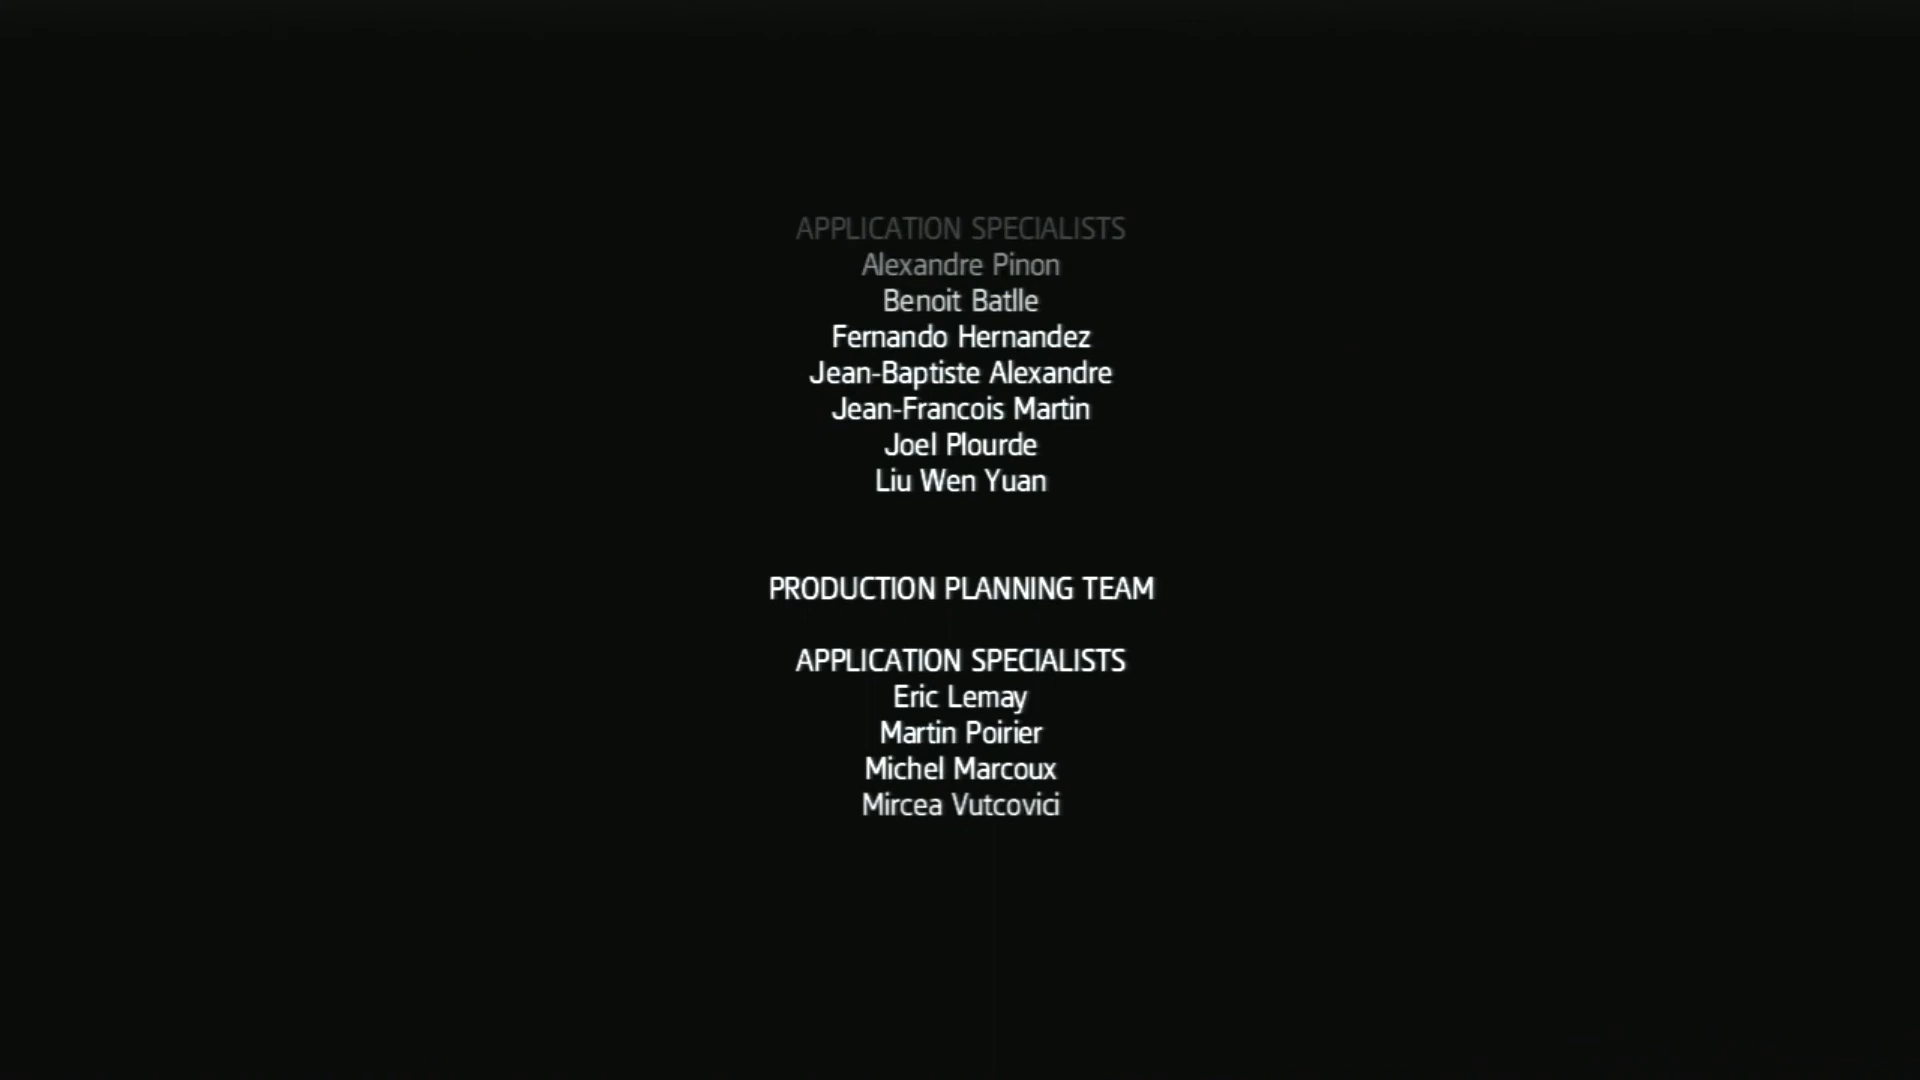 APPLICATION SPECIALISTS
Alexandre Pinon
Benoit Batlle
Fernando Hernandez
Jean-Baptiste Alexandre
Jean-Francois Martin
Joel Plourde
Liu Wen Yuan
PRODUCTION PLANNING TEAM
APPLICATION SPECIALISTS
Eric Lemay
Martin Poirier
Michel Marcoux
Mircea Vutcovici